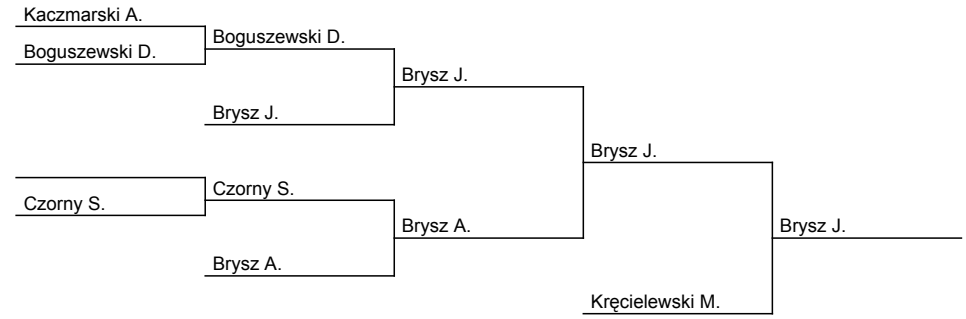 Kaczmarski A.
Boguszewski D.
Boguszewski D.
Brysz J.
Brysz J.
Brysz J.
Czorny S.
Czorny S.
Brysz A.
Brysz A.
Brysz J.
Kręcielewski M.